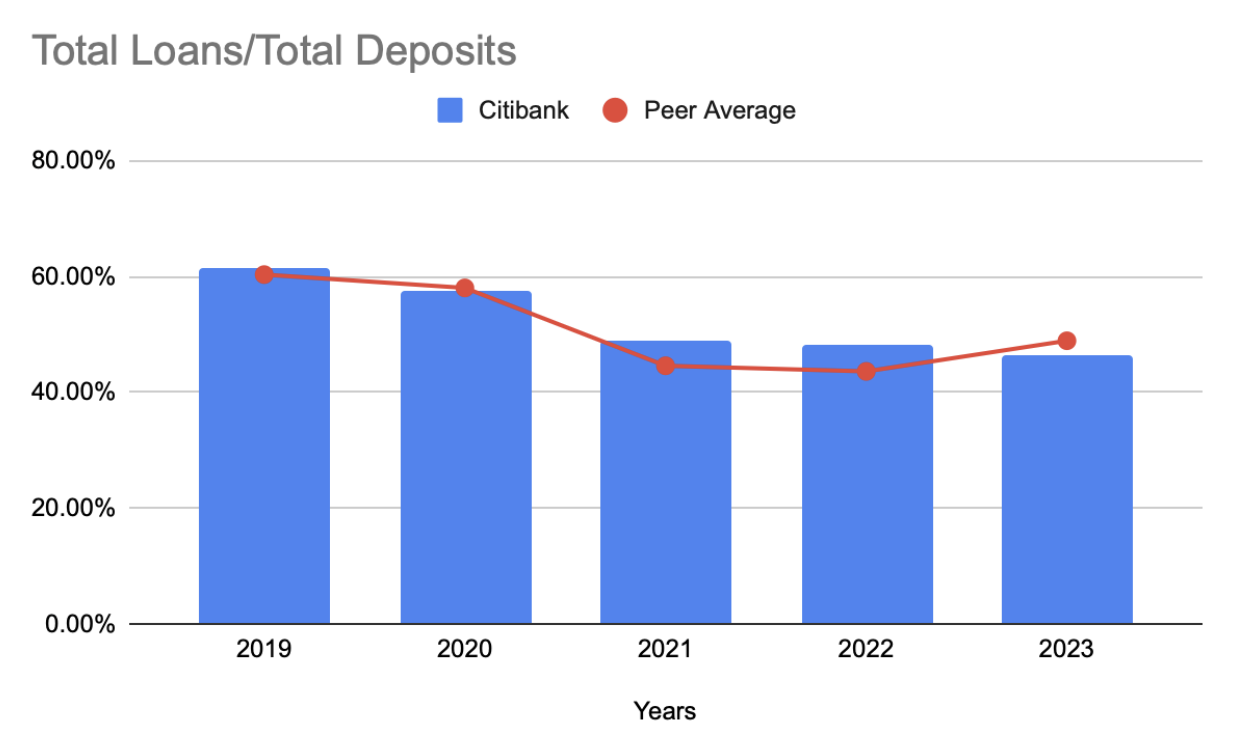 Total Loans/Total Deposits
Citibank Peer Average
80.00%
60.00%
40.00%
20.00%
0.00%
2019 2020 2021 2022 2023
Years